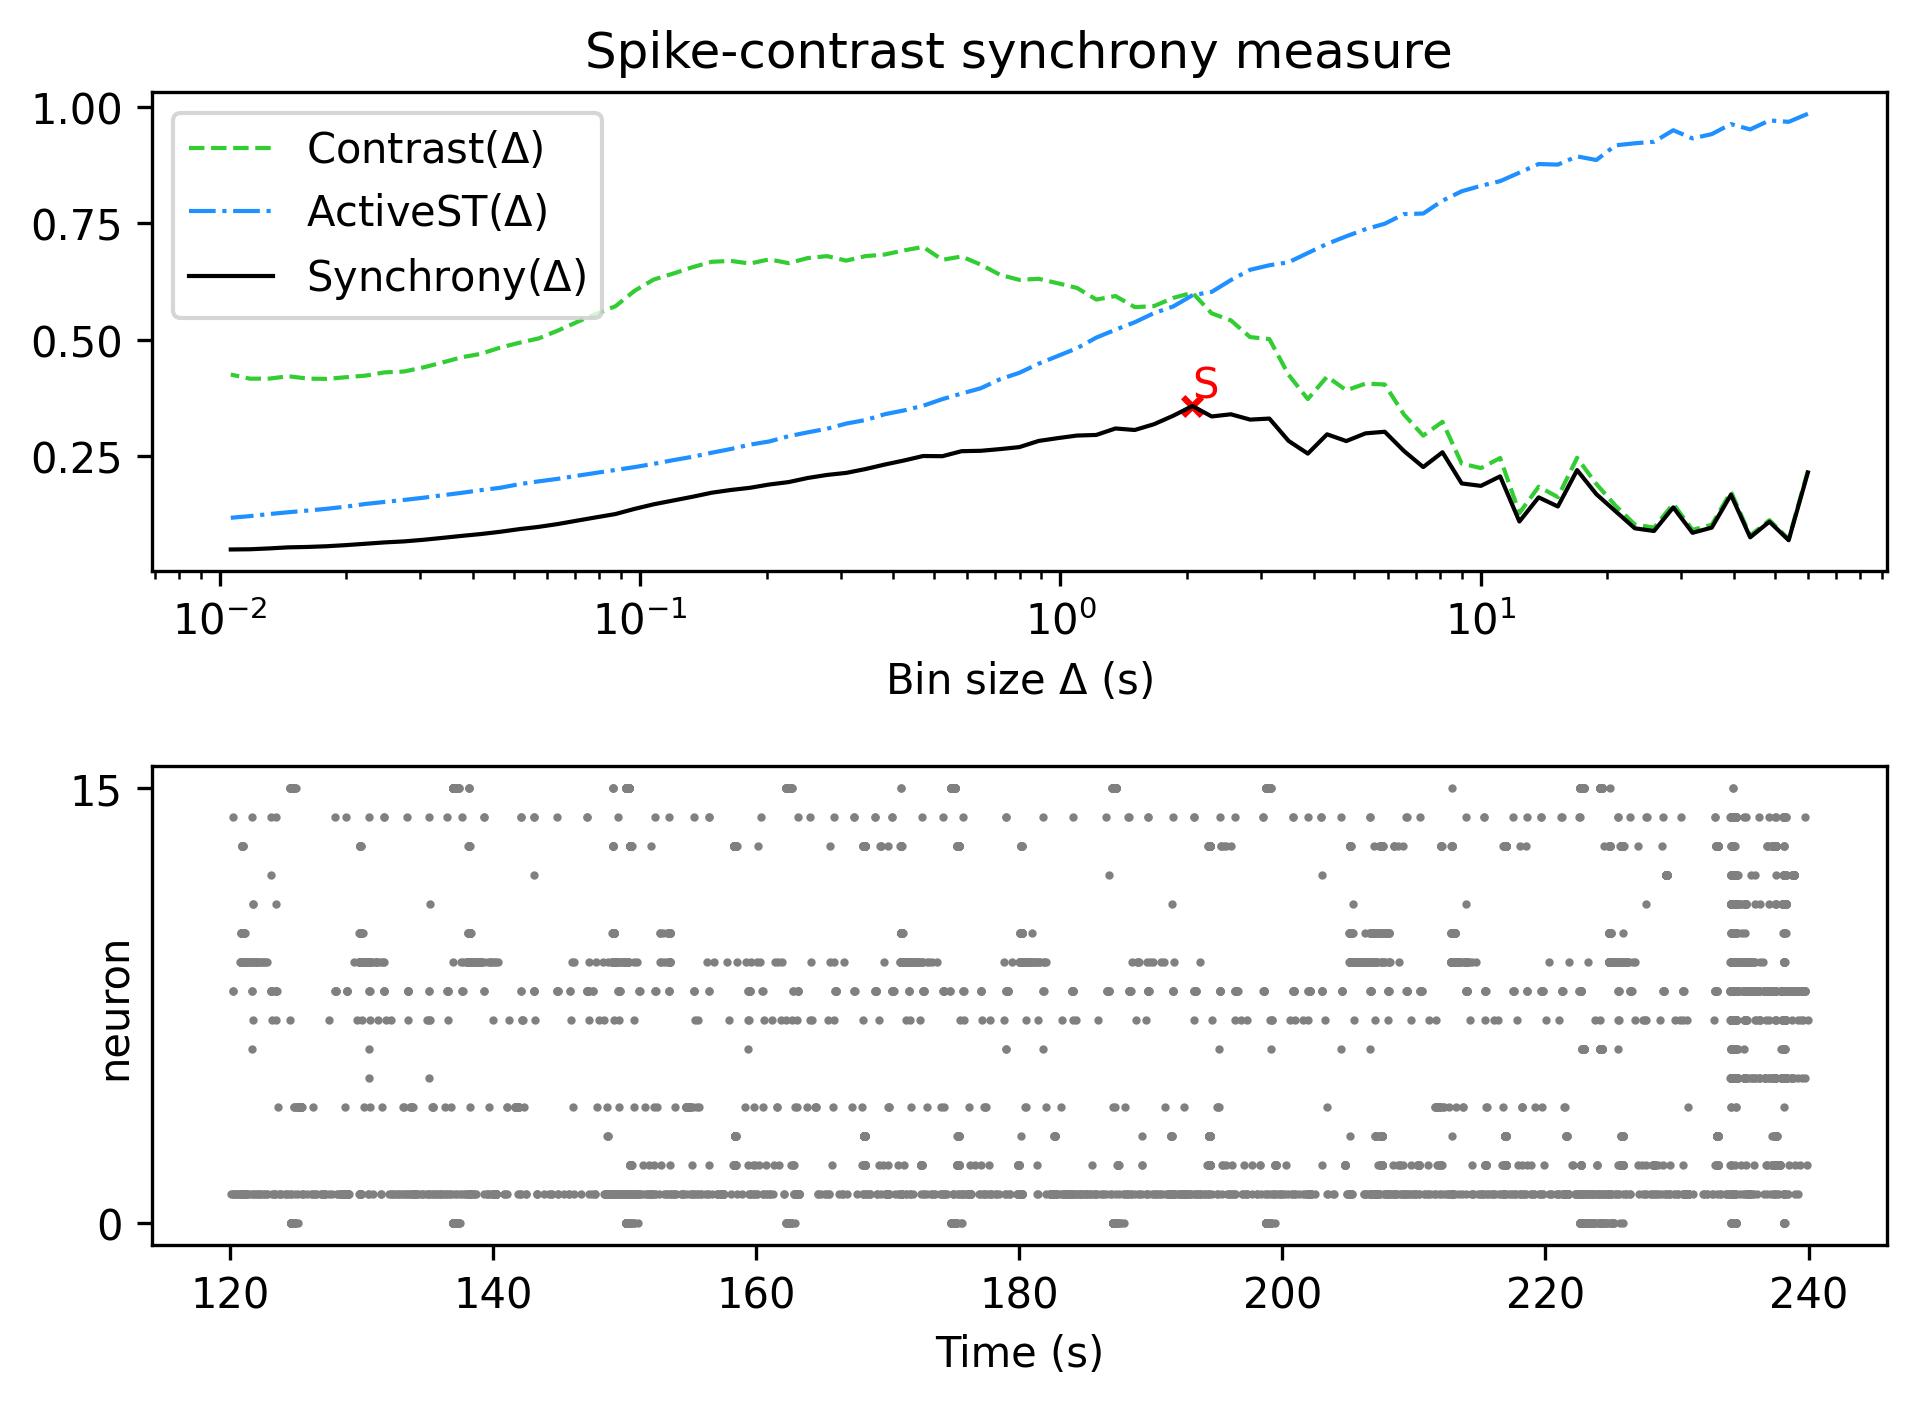 Spike-contrast synchrony measure
1.00
0.75
0.50
0.25
Contrast(Δ)
ActiveST(Δ)
Synchrony(Δ)
S
10⁻² 10⁻¹ 10⁰ 10¹
Bin size Δ (s)
15
0
neuron
120 140 160 180 200 220 240
Time (s)